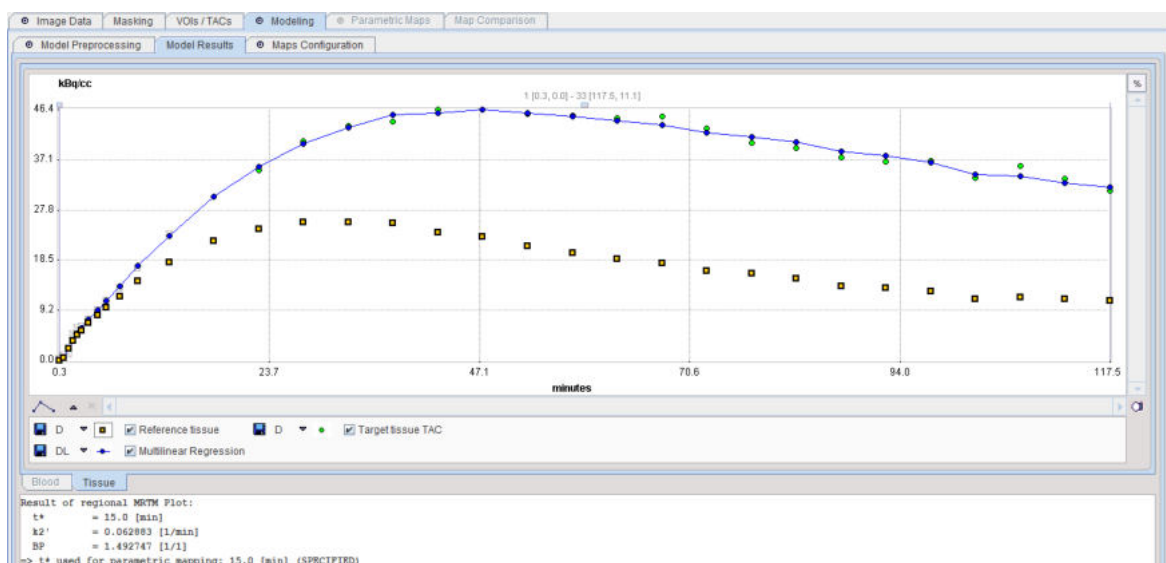 Image Data Masking VOIs / TACs Modeling Parametric Maps Map Comparison
Model Preprocessing Model Results Maps Configuration
kBq/cc
1 [0.3, 0.0] - 33 [117.5, 11.1]
%
46.4
37.1
27.8
18.5
9.2
0.0
0.3 23.7 47.1 70.6 94.0 117.5
minutes
D Reference tissue D Target tissue TAC
DL Multilinear Regression
Blood Tissue
Result of regional MRTM Plot:
t* = 15.0 [min]
k2' = 0.062883 [1/min]
BP = 1.492747 [1/1]
=> t* used for parametric mapping: 15.0 [min] (SPECIFIED)